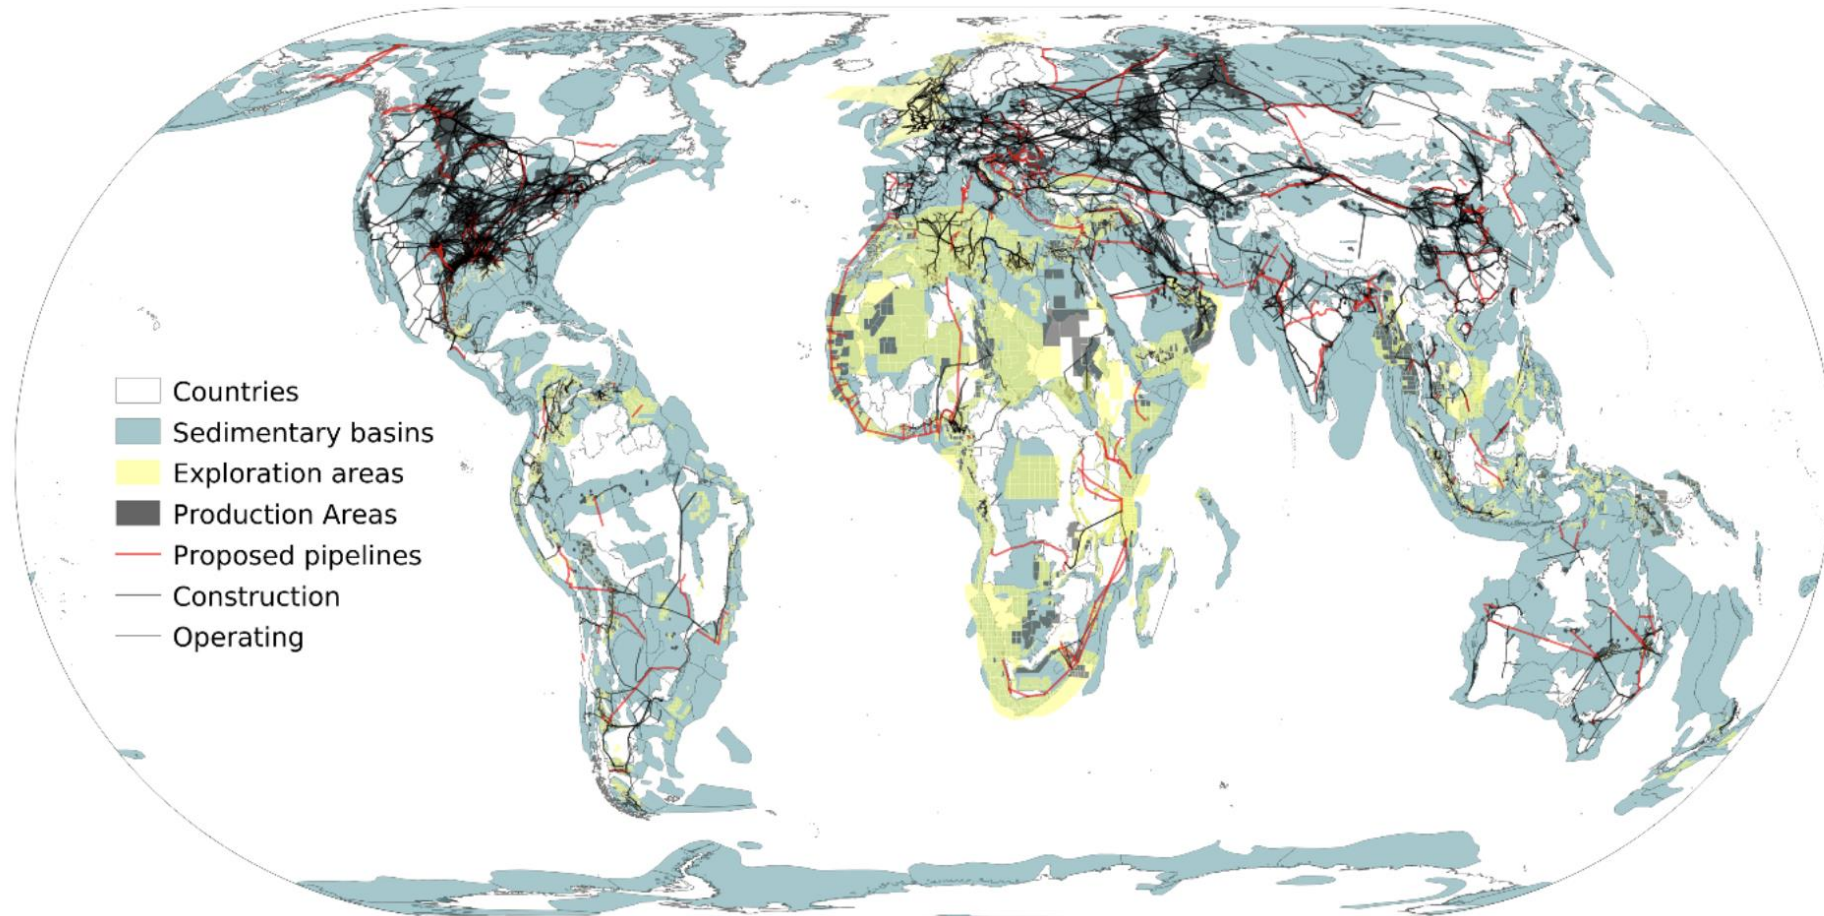 Countries
Sedimentary basins
Exploration areas
Production Areas
Proposed pipelines
Construction
Operating